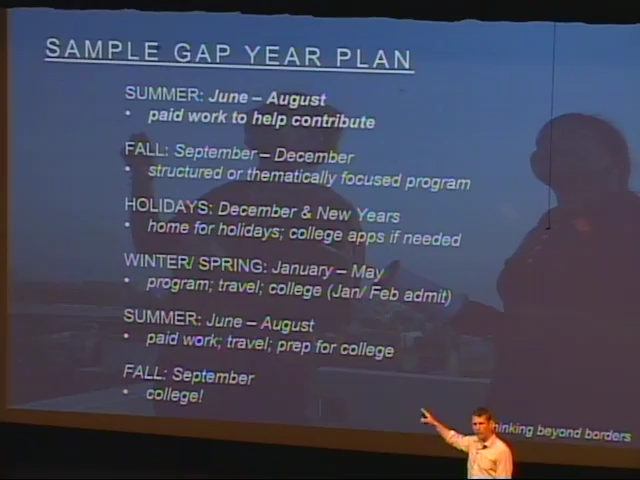 SAMPLE GAP YEAR PLAN
SUMMER: June – August
• paid work to help contribute
FALL: September – December
• structured or thematically focused program
HOLIDAYS: December & New Years
• home for holidays; college apps if needed
WINTER/ SPRING: January – May
• program; travel; college (Jan/ Feb admit)
SUMMER: June – August
• paid work; travel; prep for college
FALL: September
• college!
hinking beyond borders